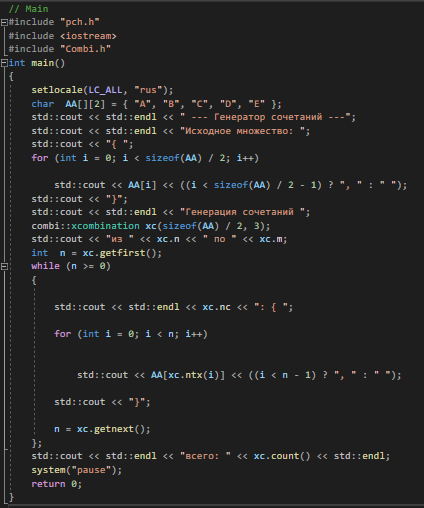 // Main
#include "pch.h"
#include <iostream>
#include "Combi.h"
int main()
{
setlocale(LC_ALL, "rus");
char  AA[][2] = { "A", "B", "C", "D", "E" };
std::cout << std::endl << " --- Генератор сочетаний ---";
std::cout << std::endl << "Исходное множество: ";
std::cout << "{ ";
for (int i = 0; i < sizeof(AA) / 2; i++)
std::cout << AA[i] << ((i < sizeof(AA) / 2 - 1) ? ", " : " ");
std::cout << "}";
std::cout << std::endl << "Генерация сочетаний ";
combi::xcombination xc(sizeof(AA) / 2, 3);
std::cout << "из " << xc.n << " по " << xc.m;
int  n = xc.getfirst();
while (n >= 0)
{
std::cout << std::endl << xc.nc << ": { ";
for (int i = 0; i < n; i++)
std::cout << AA[xc.ntx(i)] << ((i < n - 1) ? ", " : " ");
std::cout << "}";
n = xc.getnext();
};
std::cout << std::endl << "всего: " << xc.count() << std::endl;
system("pause");
return 0;
}